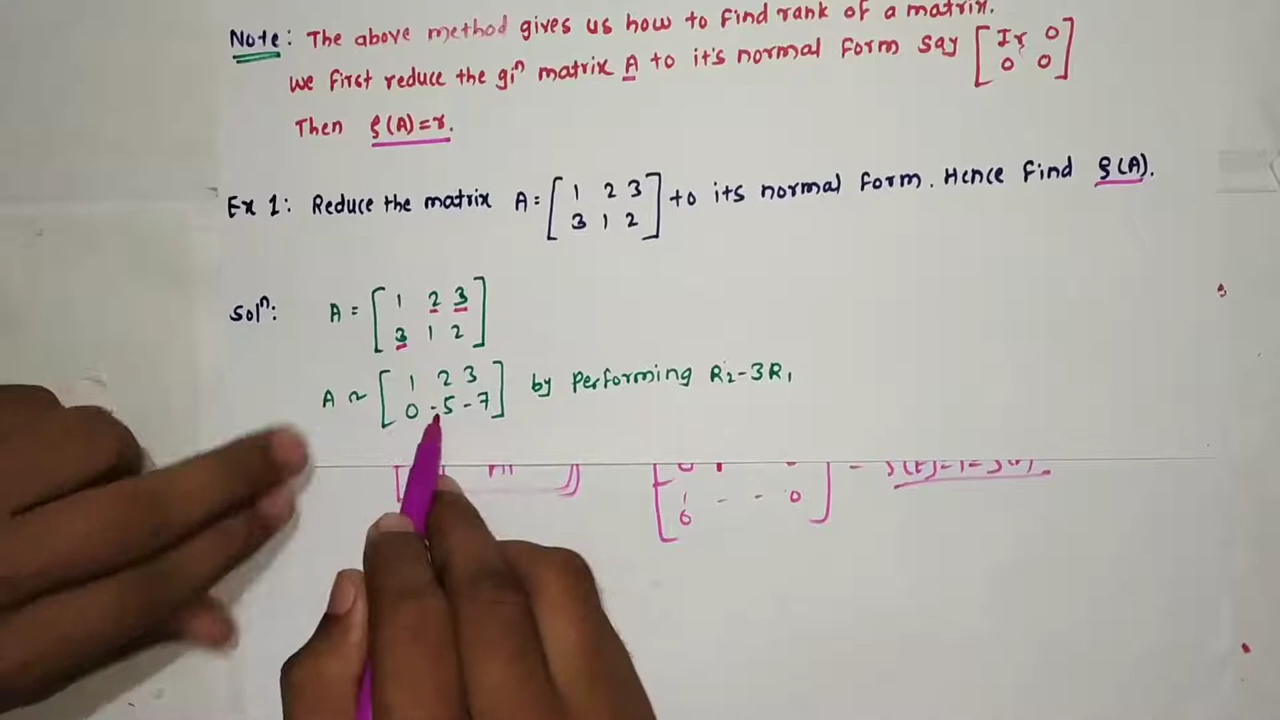 Note: The above method gives us how to find rank of a matrix.
We first reduce the giⁿ matrix A to it's normal form say [Ir 0
0 0]
Then ρ(A)=r.
Ex 1: Reduce the matrix A = [1 2 3
3 1 2] to its normal form. Hence find ρ(A).
Solⁿ: A = [1 2 3
3 1 2]
A ~ [1 2 3
0 -5 -7] by performing R₂-3R₁
0
6